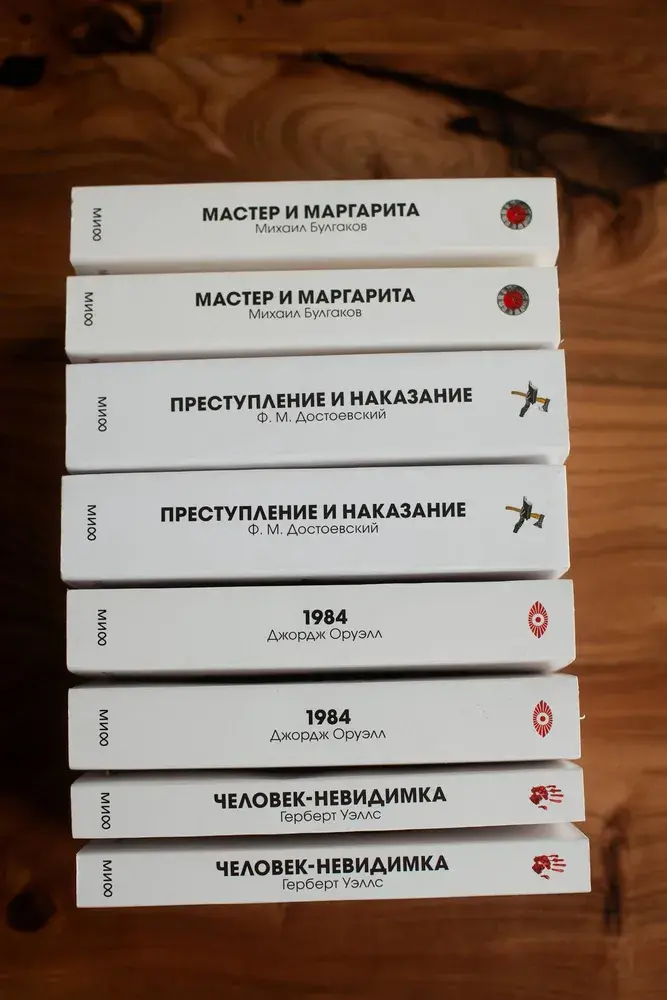 МИФ
МАСТЕР И МАРГАРИТА
Михаил Булгаков
МИФ
МАСТЕР И МАРГАРИТА
Михаил Булгаков
МИФ
ПРЕСТУПЛЕНИЕ И НАКАЗАНИЕ
Ф. М. Достоевский
МИФ
ПРЕСТУПЛЕНИЕ И НАКАЗАНИЕ
Ф. М. Достоевский
МИФ
1984
Джордж Оруэлл
МИФ
1984
Джордж Оруэлл
МИФ
ЧЕЛОВЕК-НЕВИДИМКА
Герберт Уэллс
МИФ
ЧЕЛОВЕК-НЕВИДИМКА
Герберт Уэллс